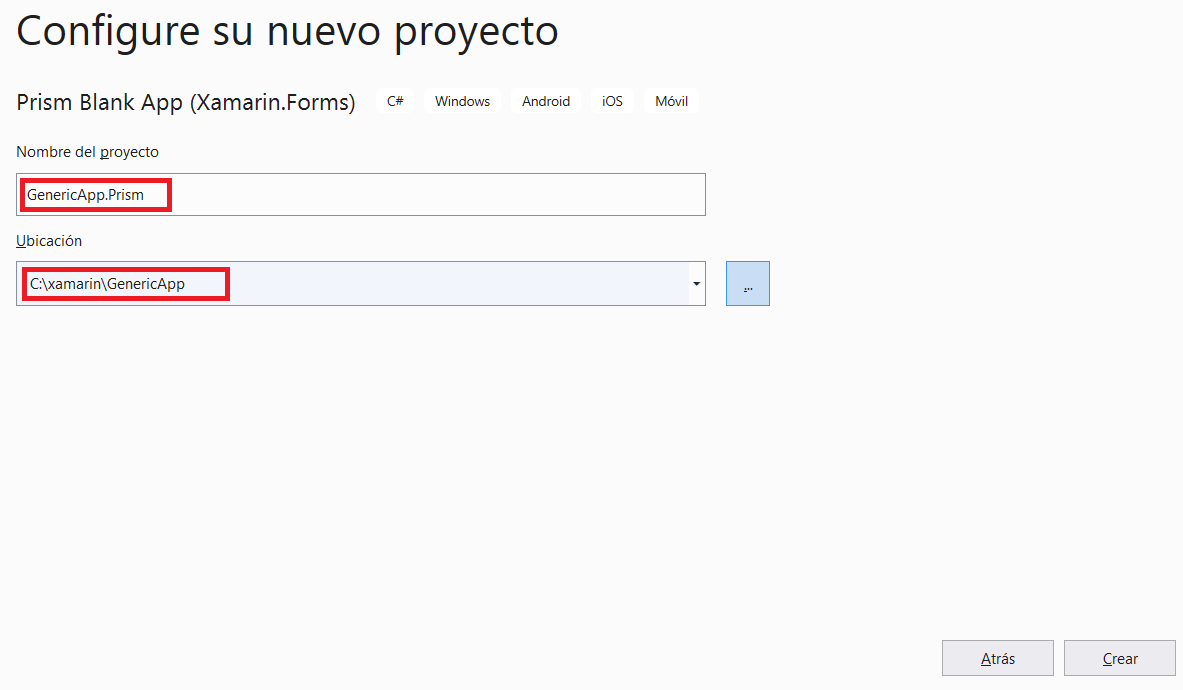 Configure su nuevo proyecto
Prism Blank App (Xamarin.Forms) C# Windows Android iOS Móvil
Nombre del proyecto
GenericApp.Prism
Ubicación
C:\xamarin\GenericApp
...
Atrás Crear